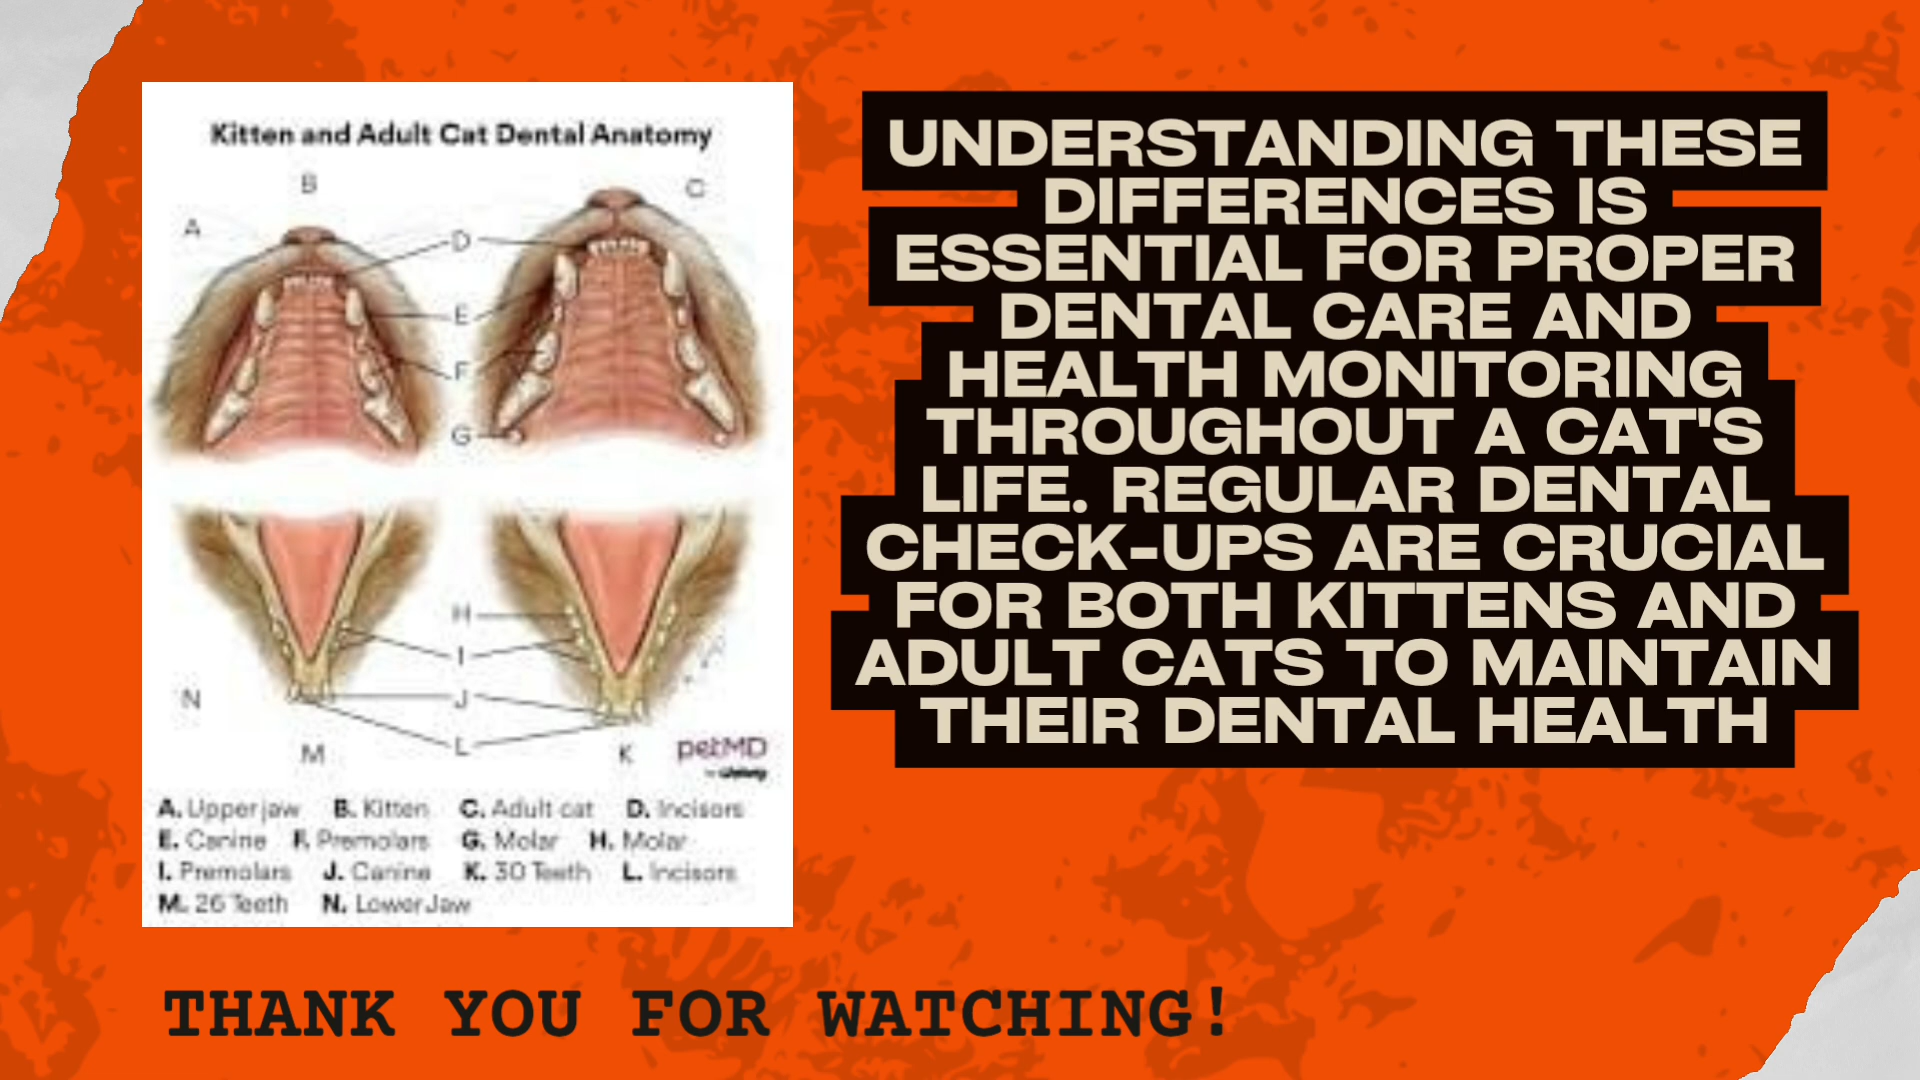 Kitten and Adult Cat Dental Anatomy
B
C
A
D
E
F
G
H
I
N
J
M
L
K
petMD
A. Upper jaw B. Kitten C. Adult cat D. Incisors
E. Canine F. Premolars G. Molar H. Molar
I. Premolars J. Canine K. 30 Teeth L. Incisors
M. 26 Teeth N. Lower Jaw
UNDERSTANDING THESE
DIFFERENCES IS
ESSENTIAL FOR PROPER
DENTAL CARE AND
HEALTH MONITORING
THROUGHOUT A CAT'S
LIFE. REGULAR DENTAL
CHECK-UPS ARE CRUCIAL
FOR BOTH KITTENS AND
ADULT CATS TO MAINTAIN
THEIR DENTAL HEALTH
THANK YOU FOR WATCHING!